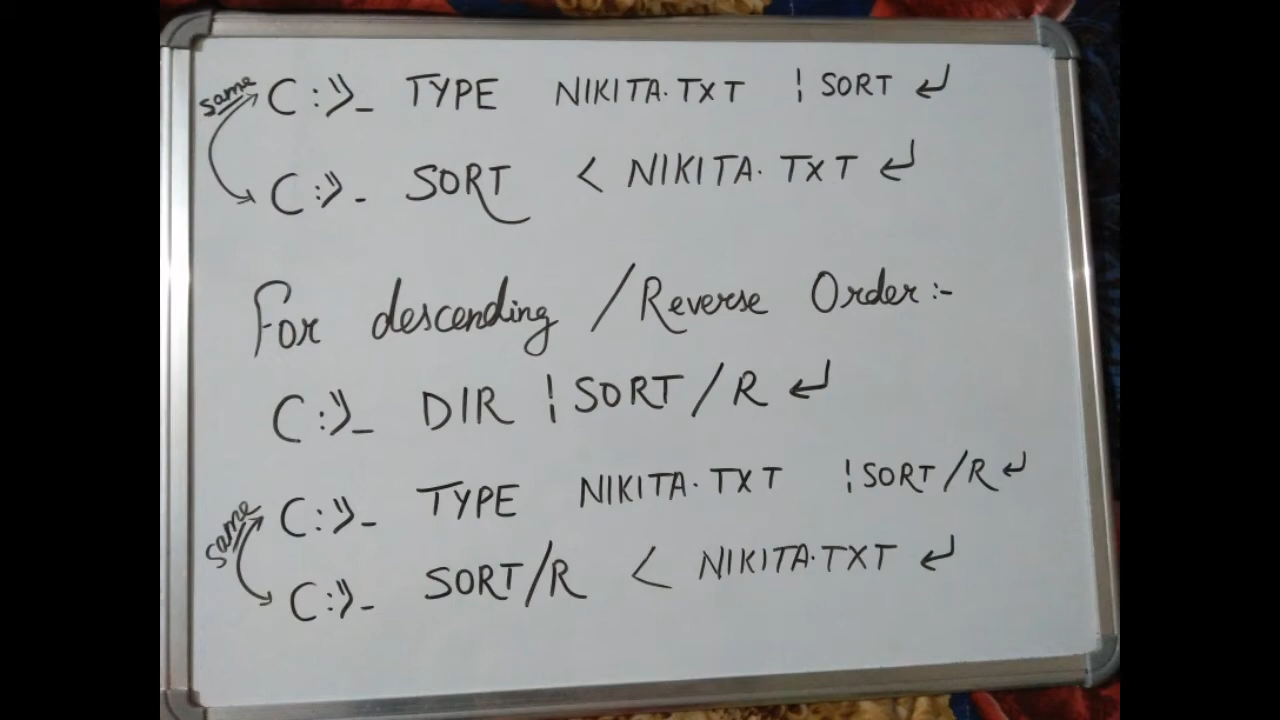 same C:\>_ TYPE NIKITA.TXT ¦ SORT ↵
C:\>_ SORT < NIKITA.TXT ↵
For descending / Reverse Order:-
C:\>_ DIR ¦ SORT / R ↵
same C:\>_ TYPE NIKITA.TXT ¦ SORT / R ↵
C:\>_ SORT/R < NIKITA.TXT ↵